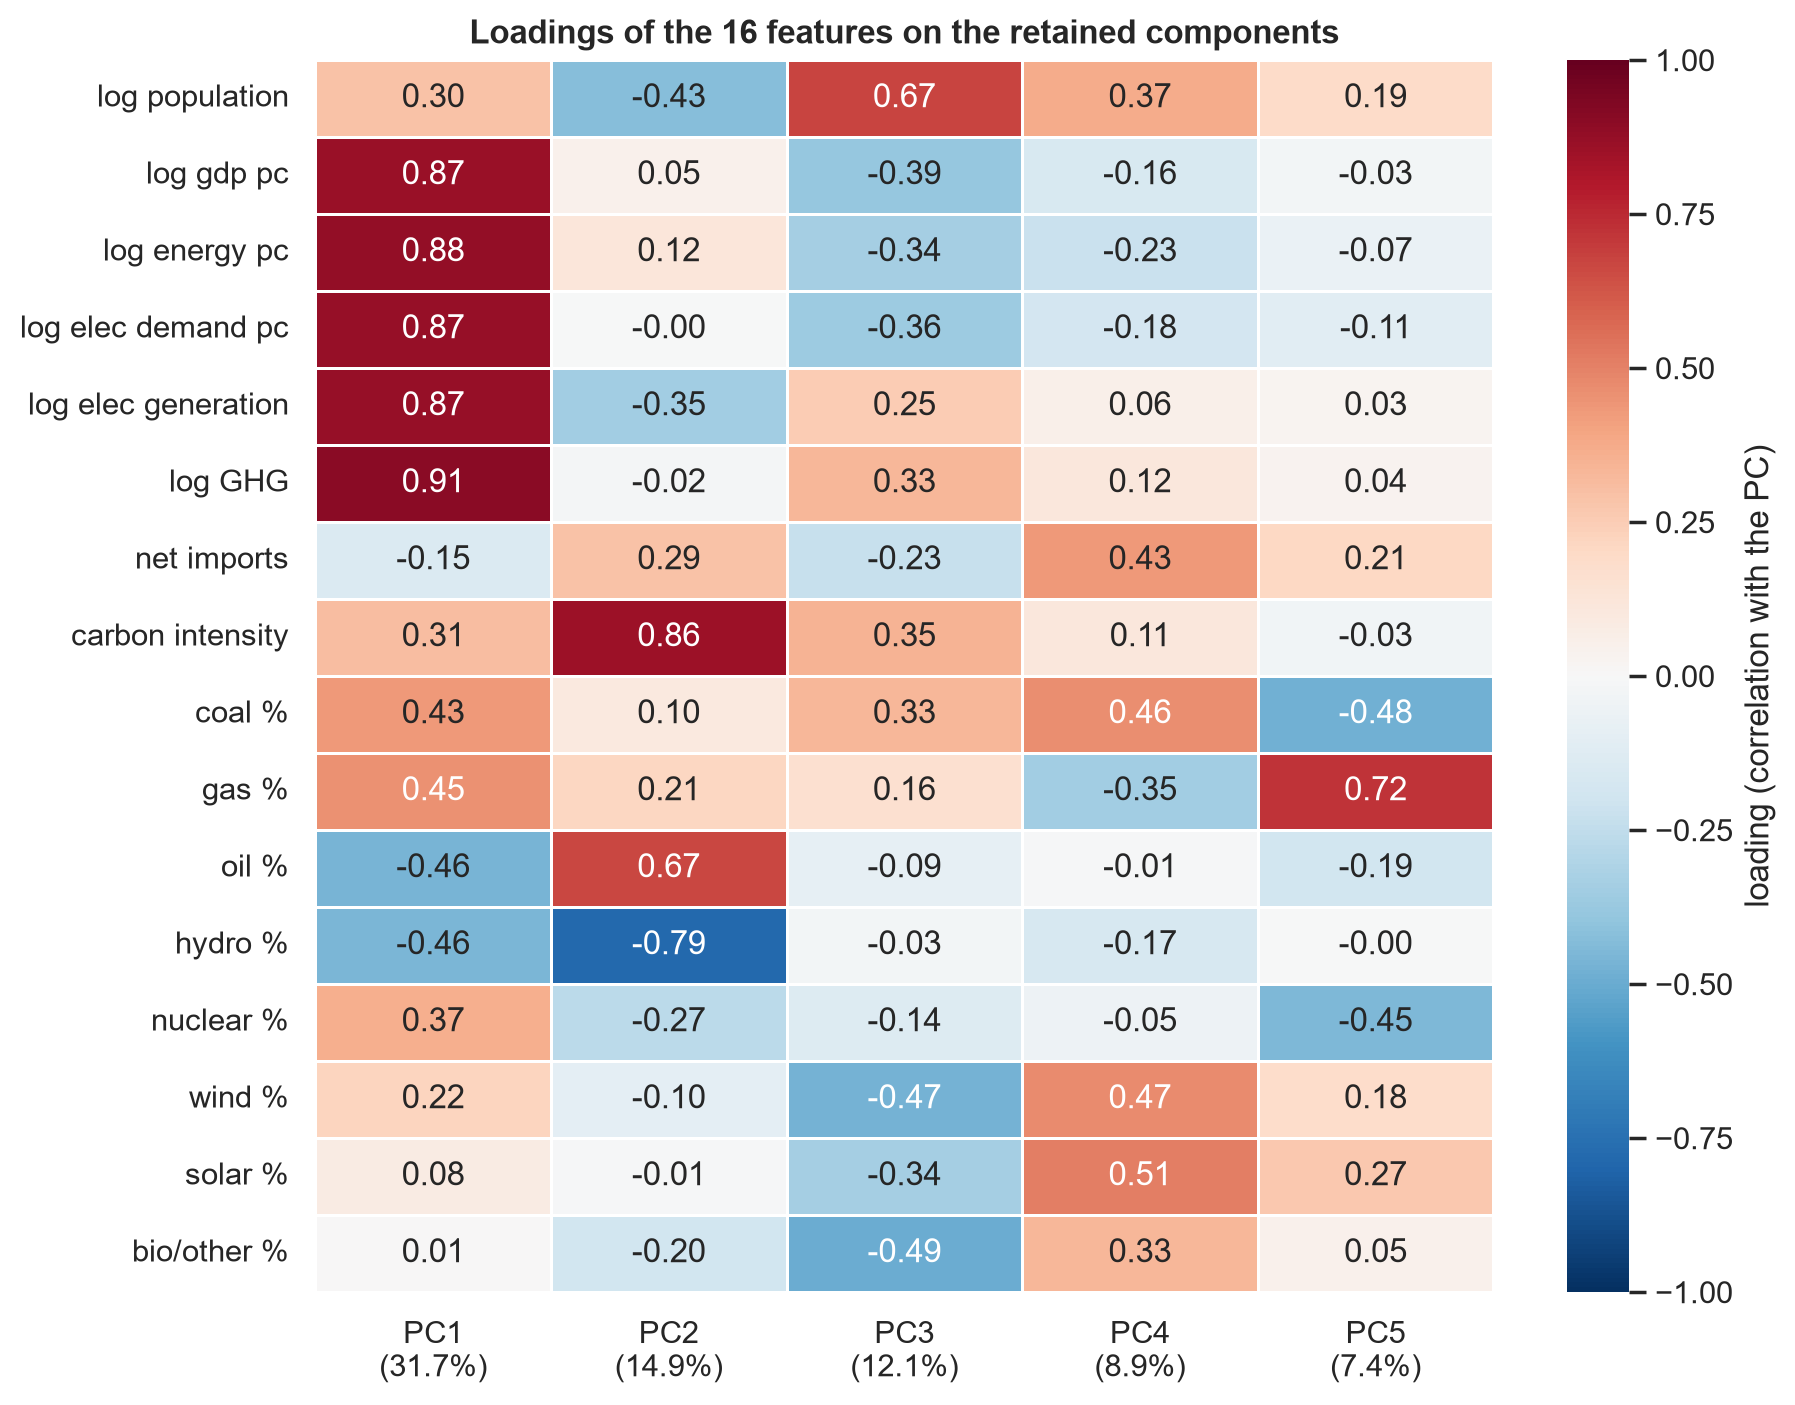 Loadings of the 16 features on the retained components
log population 0.30 -0.43 0.67 0.37 0.19
log gdp pc 0.87 0.05 -0.39 -0.16 -0.03
log energy pc 0.88 0.12 -0.34 -0.23 -0.07
log elec demand pc 0.87 -0.00 -0.36 -0.18 -0.11
log elec generation 0.87 -0.35 0.25 0.06 0.03
log GHG 0.91 -0.02 0.33 0.12 0.04
net imports -0.15 0.29 -0.23 0.43 0.21
carbon intensity 0.31 0.86 0.35 0.11 -0.03
coal % 0.43 0.10 0.33 0.46 -0.48
gas % 0.45 0.21 0.16 -0.35 0.72
oil % -0.46 0.67 -0.09 -0.01 -0.19
hydro % -0.46 -0.79 -0.03 -0.17 -0.00
nuclear % 0.37 -0.27 -0.14 -0.05 -0.45
wind % 0.22 -0.10 -0.47 0.47 0.18
solar % 0.08 -0.01 -0.34 0.51 0.27
bio/other % 0.01 -0.20 -0.49 0.33 0.05
PC1 PC2 PC3 PC4 PC5
(31.7%) (14.9%) (12.1%) (8.9%) (7.4%)
1.00
0.75
0.50
0.25
0.00
−0.25
−0.50
−0.75
−1.00
loading (correlation with the PC)